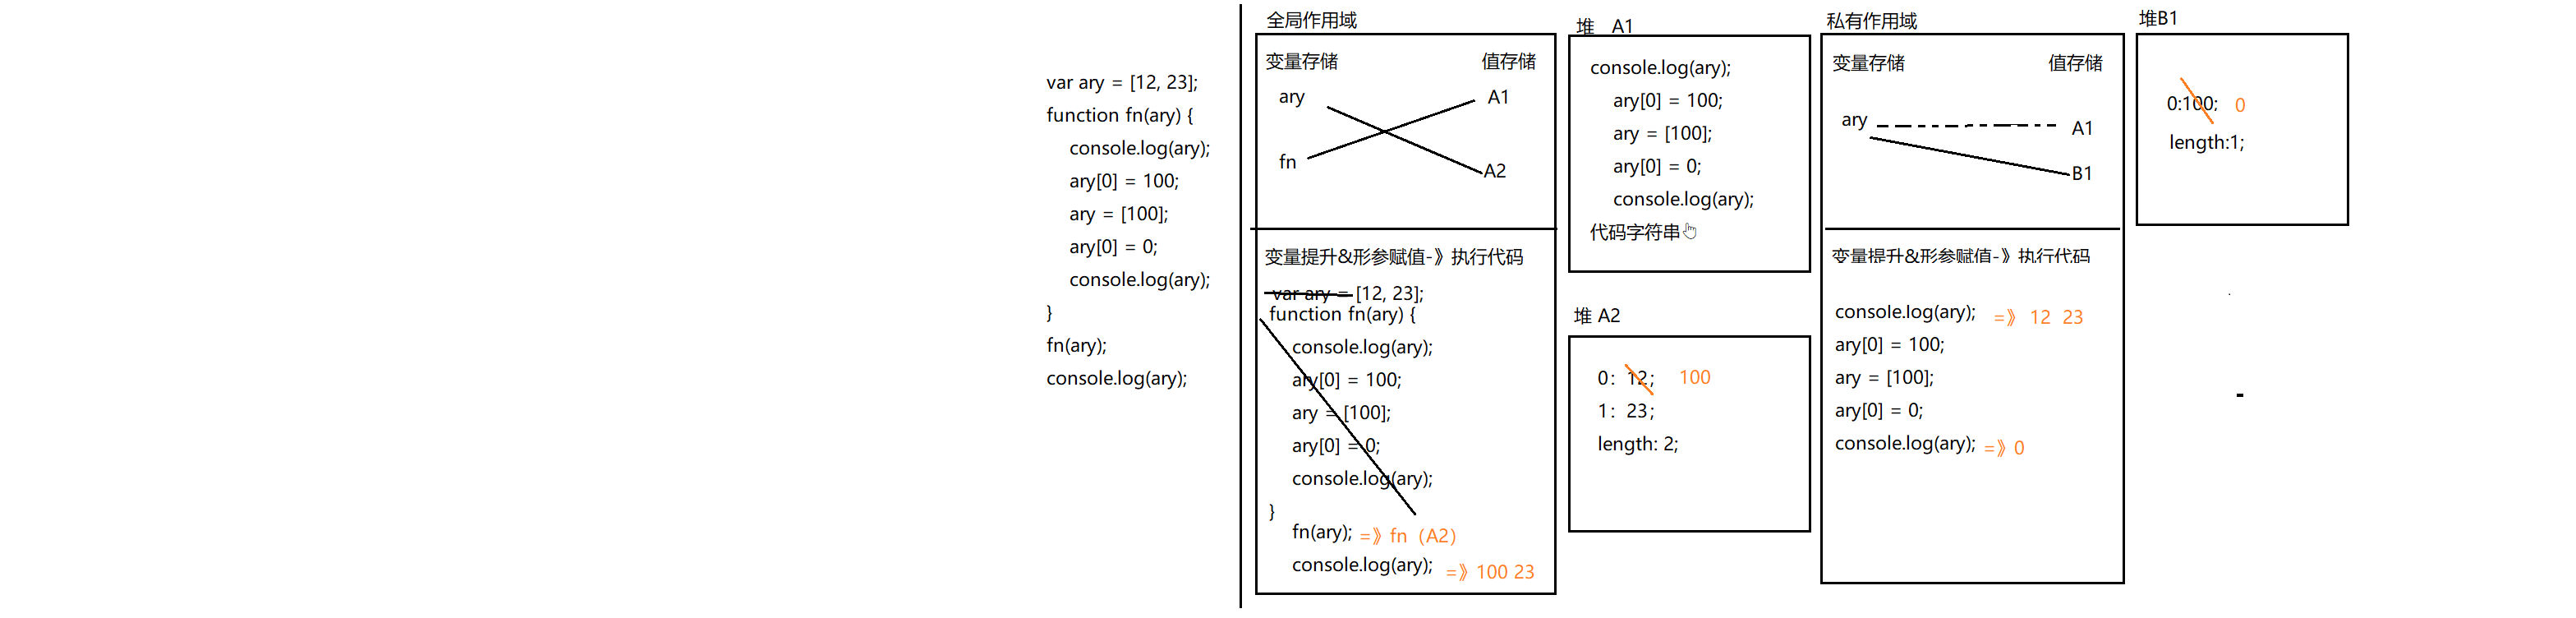 var ary = [12, 23];
function fn(ary) {
console.log(ary);
ary[0] = 100;
ary = [100];
ary[0] = 0;
console.log(ary);
}
fn(ary);
console.log(ary);
全局作用域
变量存储 值存储
ary A1
fn A2
变量提升&形参赋值-》执行代码
var ary = [12, 23];
function fn(ary) {
console.log(ary);
ary[0] = 100;
ary = [100];
ary[0] = 0;
console.log(ary);
}
fn(ary); =》fn（A2）
console.log(ary); =》100 23
堆 A1
console.log(ary);
ary[0] = 100;
ary = [100];
ary[0] = 0;
console.log(ary);
代码字符串
堆 A2
0：12； 100
1：23；
length: 2;
私有作用域
变量存储 值存储
ary A1
B1
变量提升&形参赋值-》执行代码
console.log(ary); =》 12 23
ary[0] = 100;
ary = [100];
ary[0] = 0;
console.log(ary); =》0
堆B1
0:100; 0
length:1;